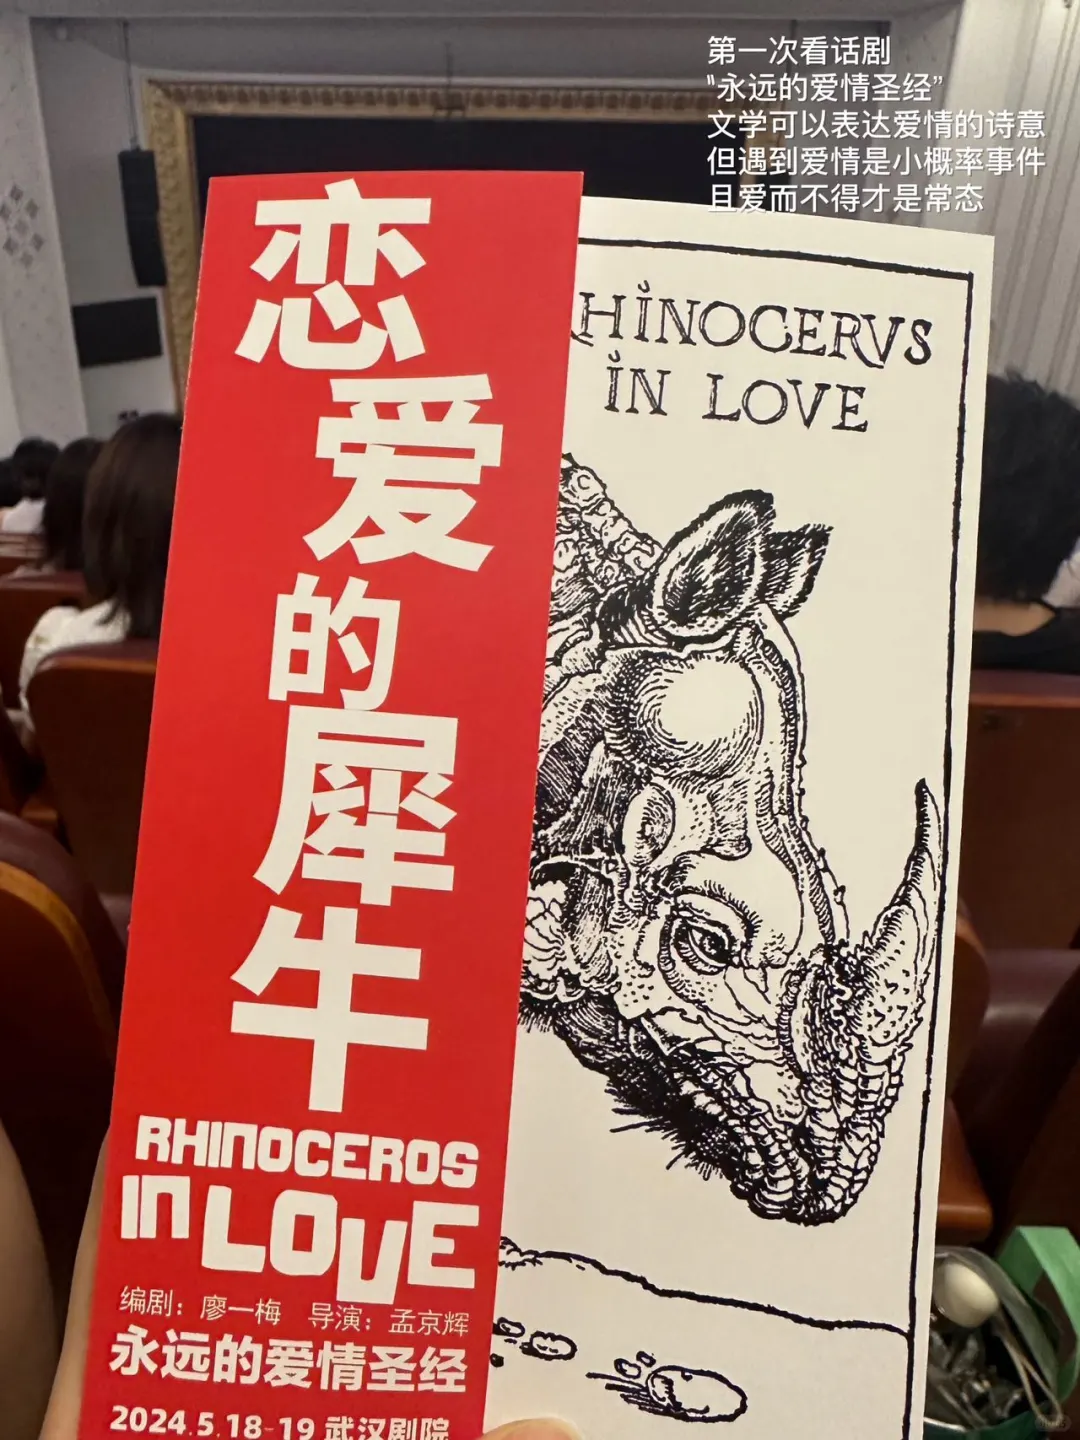 第一次看话剧
“永远的爱情圣经”
文学可以表达爱情的诗意
但遇到爱情是小概率事件
且爱而不得才是常态
恋
爱
的
犀
牛
RHINOCEROS
IN LOVE
编剧：廖一梅 导演：孟京辉
永远的爱情圣经
2024.5.18-19 武汉剧院
RHINOCERVS
IN LOVE